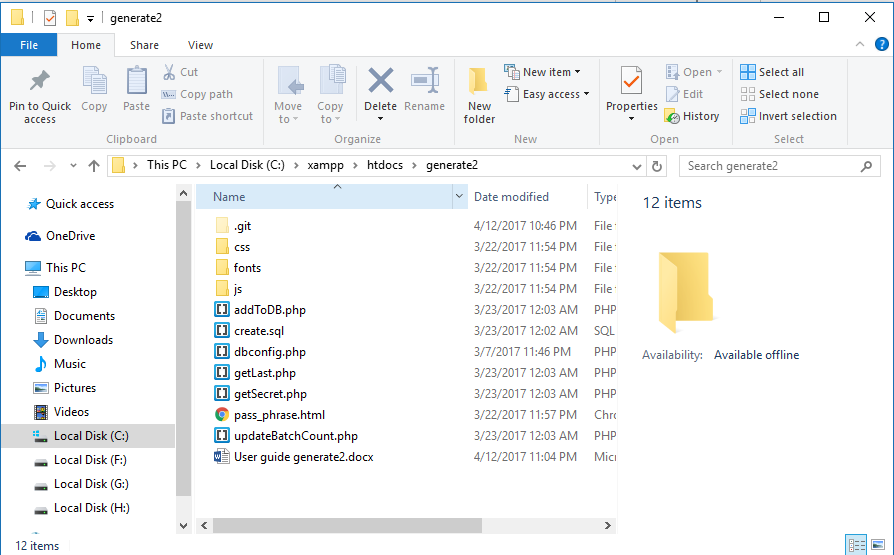 generate2
File Home Share View
Pin to Quick access
Copy
Paste
Cut
Copy path
Paste shortcut
Clipboard
Move to
Copy to
Delete
Rename
Organize
New folder
New item
Easy access
New
Properties
Open
Edit
History
Open
Select all
Select none
Invert selection
Select
This PC Local Disk (C:) xampp htdocs generate2
Search generate2
Quick access
OneDrive
This PC
Desktop
Documents
Downloads
Music
Pictures
Videos
Local Disk (C:)
Local Disk (F:)
Local Disk (G:)
Local Disk (H:)
Name Date modified Type
.git 4/12/2017 10:46 PM File
css 3/22/2017 11:54 PM File
fonts 3/22/2017 11:54 PM File
js 3/22/2017 11:54 PM File
addToDB.php 3/23/2017 12:03 AM PHP
create.sql 3/23/2017 12:02 AM SQL
dbconfig.php 3/7/2017 11:46 PM PHP
getLast.php 3/23/2017 12:03 AM PHP
getSecret.php 3/23/2017 12:03 AM PHP
pass_phrase.html 3/22/2017 11:57 PM Chro
updateBatchCount.php 3/23/2017 12:03 AM PHP
User guide generate2.docx 4/12/2017 11:04 PM Micr
12 items
Availability: Available offline
12 items